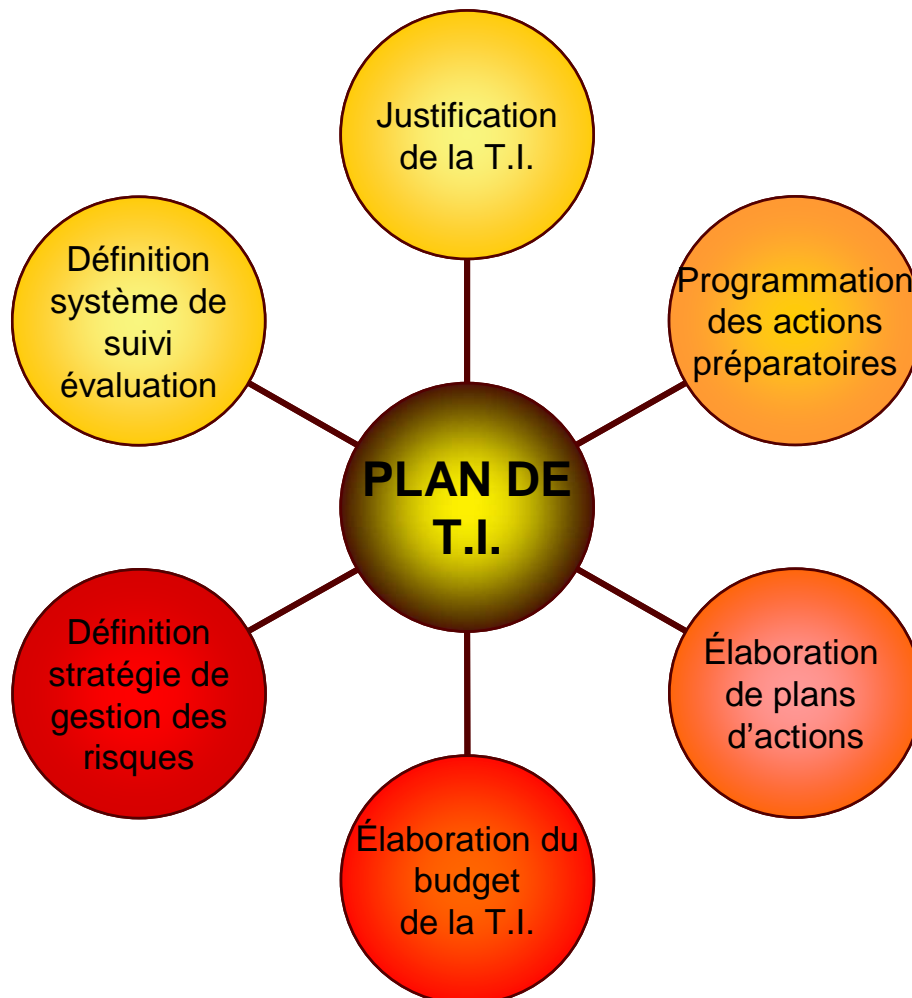 Justification
de la T.I.
Programmation
des actions
préparatoires
Élaboration
de plans
d’actions
Élaboration du
budget
de la T.I.
Définition
stratégie de
gestion des
risques
Définition
système de
suivi
évaluation
PLAN DE
T.I.